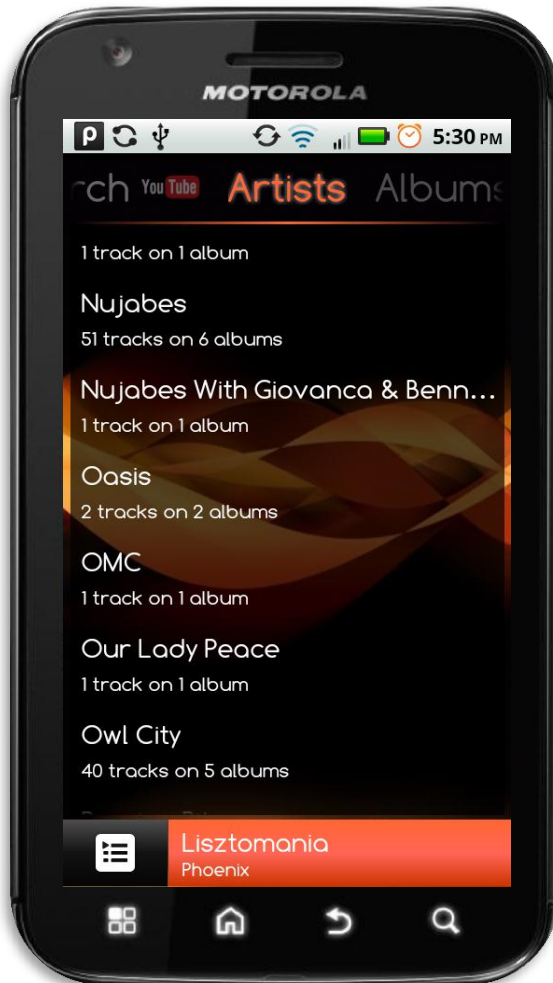 MOTOROLA
5:30 PM
rch YouTube Artists Albums
1 track on 1 album
Nujabes
51 tracks on 6 albums
Nujabes With Giovanca & Benn...
1 track on 1 album
Oasis
2 tracks on 2 albums
OMC
1 track on 1 album
Our Lady Peace
1 track on 1 album
Owl City
40 tracks on 5 albums
Lisztomania
Phoenix